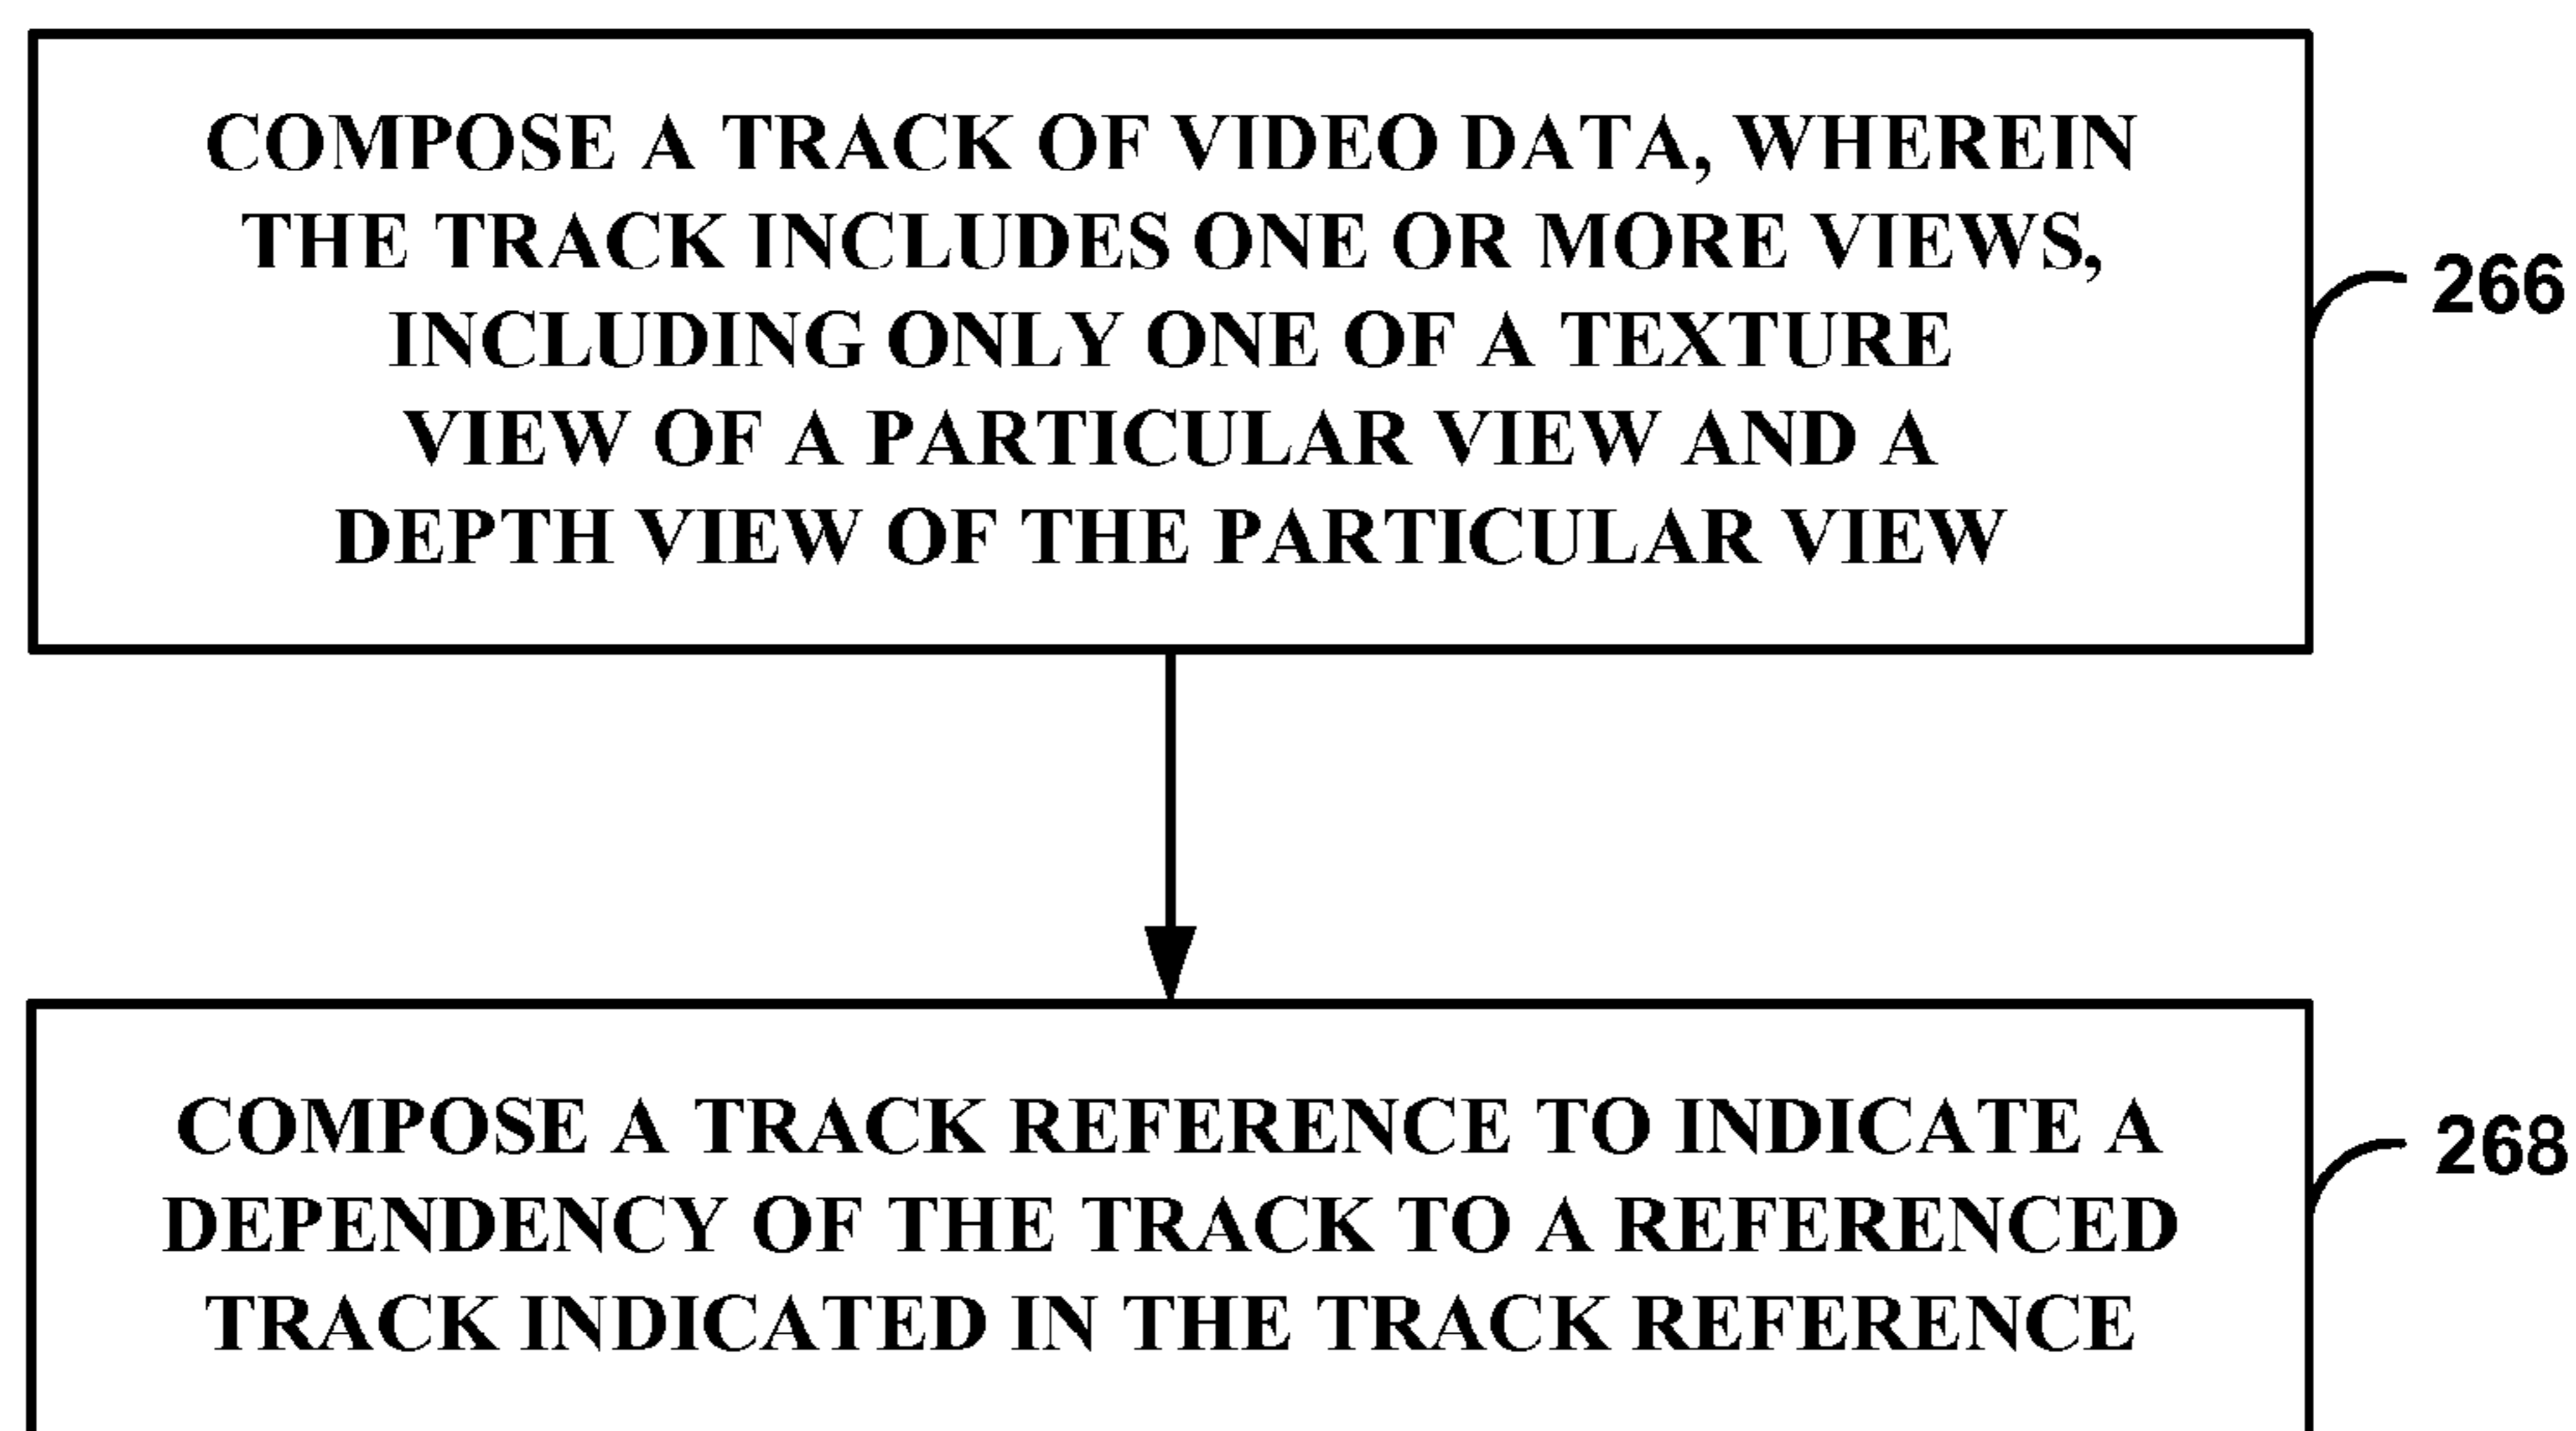 COMPOSE A TRACK OF VIDEO DATA, WHEREIN
THE TRACK INCLUDES ONE OR MORE VIEWS,
INCLUDING ONLY ONE OF A TEXTURE
VIEW OF A PARTICULAR VIEW AND A
DEPTH VIEW OF THE PARTICULAR VIEW
266
COMPOSE A TRACK REFERENCE TO INDICATE A
DEPENDENCY OF THE TRACK TO A REFERENCED
TRACK INDICATED IN THE TRACK REFERENCE
268